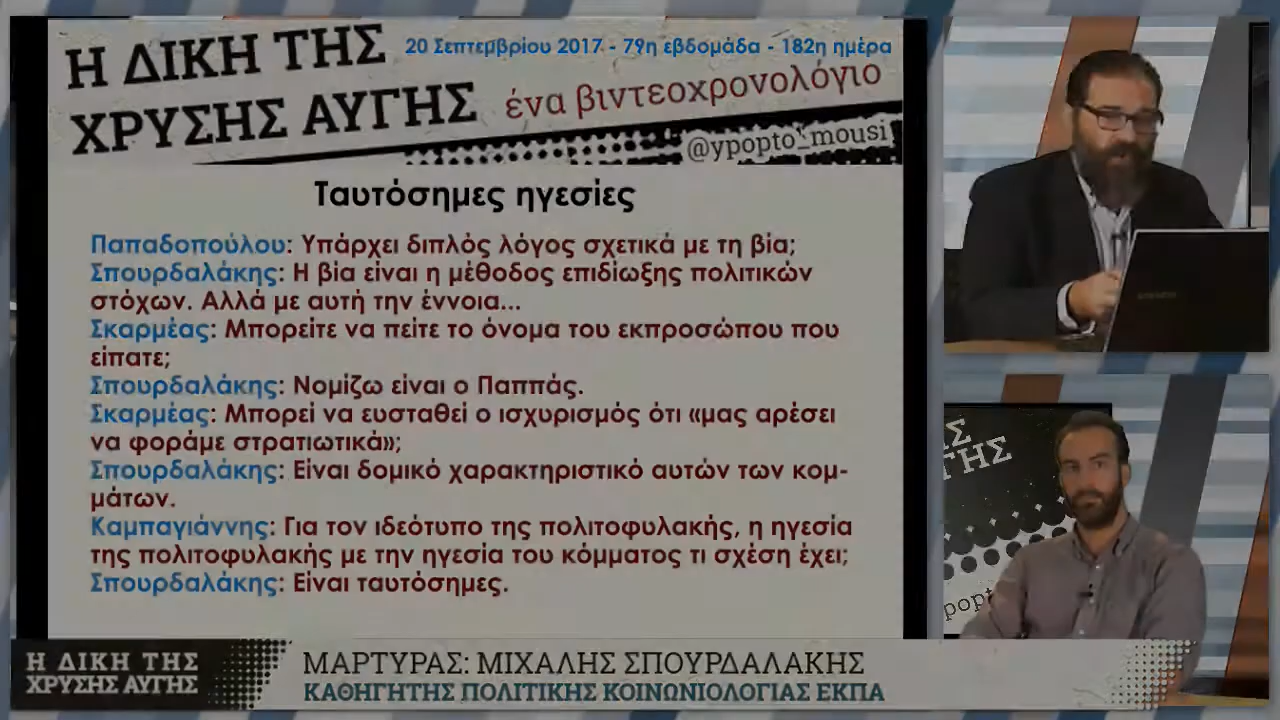 Η ΔΙΚΗ ΤΗΣ
ΧΡΥΣΗΣ ΑΥΓΗΣ
20 Σεπτεμβρίου 2017 - 79η εβδομάδα - 182η ημέρα
ένα βιντεοχρονολόγιο
@ypopto_mousi
Ταυτόσημες ηγεσίες
Παπαδοπούλου: Υπάρχει διπλός λόγος σχετικά με τη βία;
Σπουρδαλάκης: Η βία είναι η μέθοδος επιδίωξης πολιτικών
στόχων. Αλλά με αυτή την έννοια...
Σκαρμέας: Μπορείτε να πείτε το όνομα του εκπροσώπου που
είπατε;
Σπουρδαλάκης: Νομίζω είναι ο Παππάς.
Σκαρμέας: Μπορεί να ευσταθεί ο ισχυρισμός ότι «μας αρέσει
να φοράμε στρατιωτικά»;
Σπουρδαλάκης: Είναι δομικό χαρακτηριστικό αυτών των κομ-
μάτων.
Καμπαγιάννης: Για τον ιδεότυπο της πολιτοφυλακής, η ηγεσία
της πολιτοφυλακής με την ηγεσία του κόμματος τι σχέση έχει;
Σπουρδαλάκης: Είναι ταυτόσημες.
Η ΔΙΚΗ ΤΗΣ
ΧΡΥΣΗΣ ΑΥΓΗΣ
ΜΑΡΤΥΡΑΣ: ΜΙΧΑΛΗΣ ΣΠΟΥΡΔΑΛΑΚΗΣ
ΚΑΘΗΓΗΤΗΣ ΠΟΛΙΤΙΚΗΣ ΚΟΙΝΩΝΙΟΛΟΓΙΑΣ ΕΚΠΑ